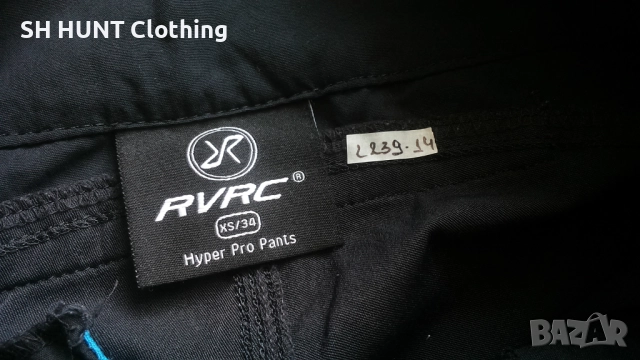 SH HUNT Clothing
RVRC®
XS/34
Hyper Pro Pants
2239.14
BAZAR